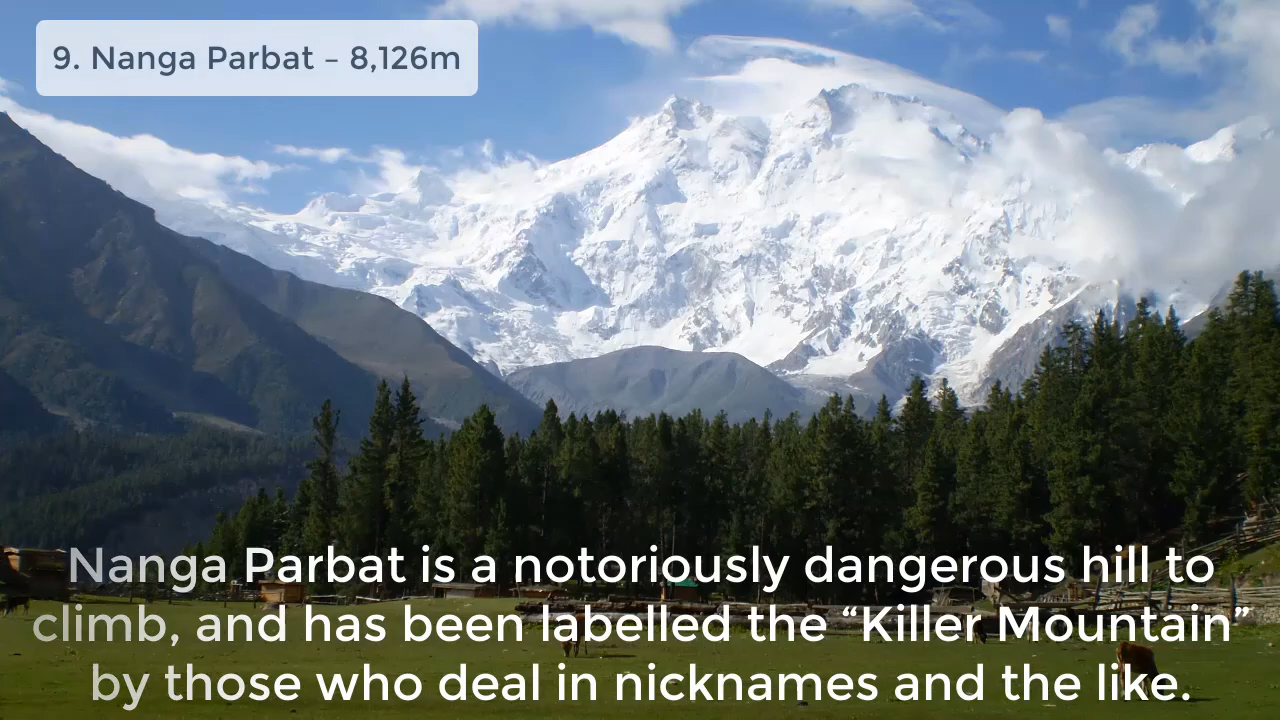 9. Nanga Parbat – 8,126m
Nanga Parbat is a notoriously dangerous hill to
climb, and has been labelled the “Killer Mountain”
by those who deal in nicknames and the like.